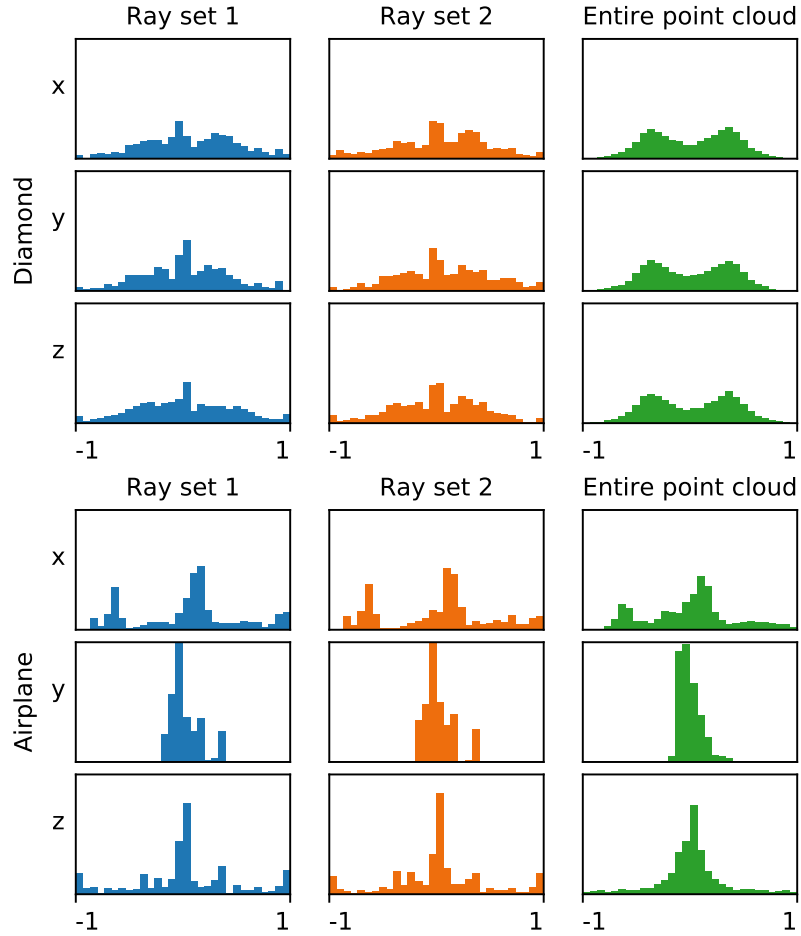 Ray set 1 Ray set 2 Entire point cloud
x
Diamond
y
z
-1 1 -1 1 -1 1
Ray set 1 Ray set 2 Entire point cloud
x
Airplane
y
z
-1 1 -1 1 -1 1